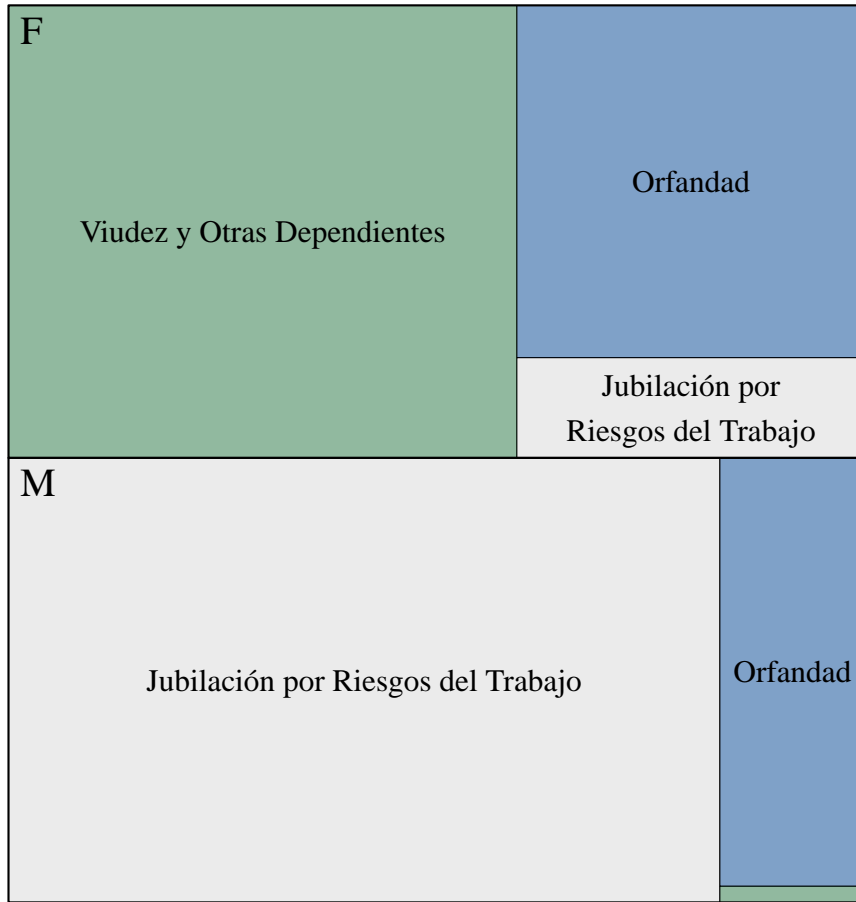 F
Viudez y Otras Dependientes
Orfandad
Jubilación por
Riesgos del Trabajo
M
Jubilación por Riesgos del Trabajo
Orfandad